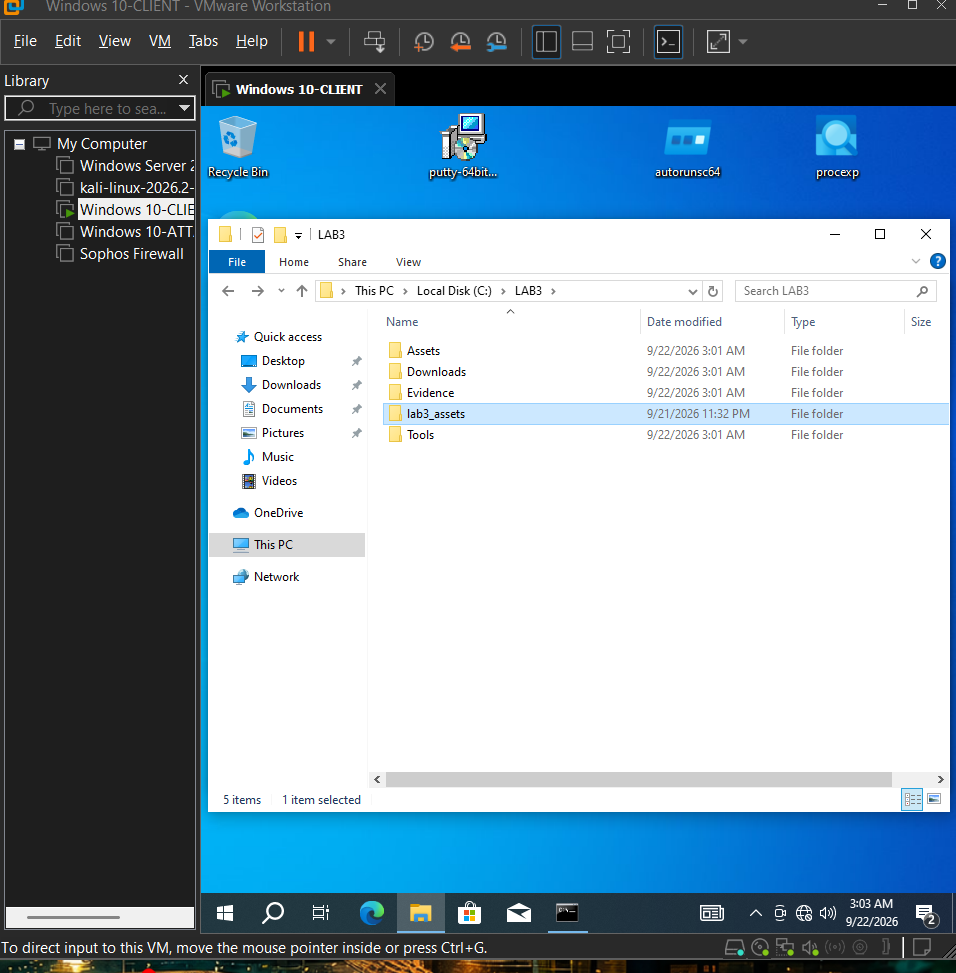 Windows 10-CLIENT - VMware Workstation
File Edit View VM Tabs Help
Library
Type here to sea...
My Computer
Windows Server 2
kali-linux-2026.2-
Windows 10-CLIE
Windows 10-ATT.
Sophos Firewall
Windows 10-CLIENT
Recycle Bin
putty-64bit...
autorunsc64
procexp
LAB3
File Home Share View
This PC Local Disk (C:) LAB3
Search LAB3
Name Date modified Type Size
Quick access
Desktop
Downloads
Documents
Pictures
Music
Videos
OneDrive
This PC
Network
Assets 9/22/2026 3:01 AM File folder
Downloads 9/22/2026 3:01 AM File folder
Evidence 9/22/2026 3:01 AM File folder
lab3_assets 9/21/2026 11:32 PM File folder
Tools 9/22/2026 3:01 AM File folder
5 items 1 item selected
3:03 AM
9/22/2026
2
To direct input to this VM, move the mouse pointer inside or press Ctrl+G.